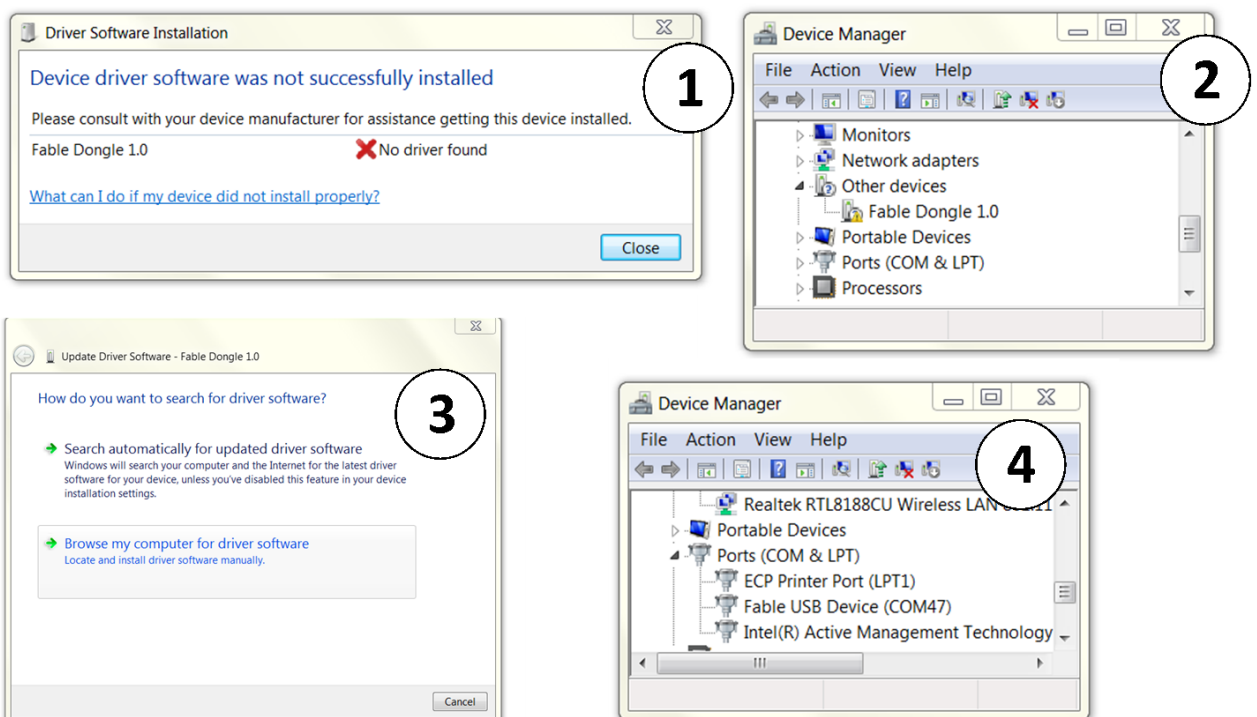 Driver Software Installation
1
Device driver software was not successfully installed
Please consult with your device manufacturer for assistance getting this device installed.
Fable Dongle 1.0 No driver found
What can I do if my device did not install properly?
Close
Device Manager
2
File Action View Help
Monitors
Network adapters
Other devices
Fable Dongle 1.0
Portable Devices
Ports (COM & LPT)
Processors
Update Driver Software - Fable Dongle 1.0
3
How do you want to search for driver software?
Search automatically for updated driver software
Windows will search your computer and the Internet for the latest driver
software for your device, unless you've disabled this feature in your device
installation settings.
Browse my computer for driver software
Locate and install driver software manually.
Cancel
Device Manager
File Action View Help
4
Realtek RTL8188CU Wireless LAN
Portable Devices
Ports (COM & LPT)
ECP Printer Port (LPT1)
Fable USB Device (COM47)
Intel(R) Active Management Technology